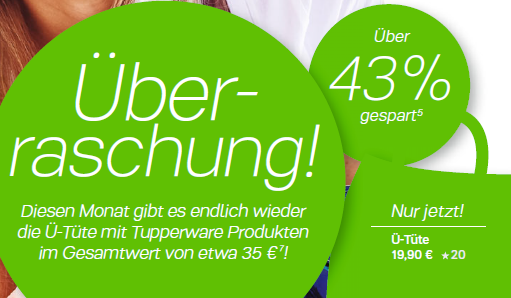 Über-
raschung!
Diesen Monat gibt es endlich wieder
die Ü-Tüte mit Tupperware Produkten
im Gesamtwert von etwa 35 €⁷!
Über
43%
gespart⁵
Nur jetzt!
Ü-Tüte
19,90 € ★20